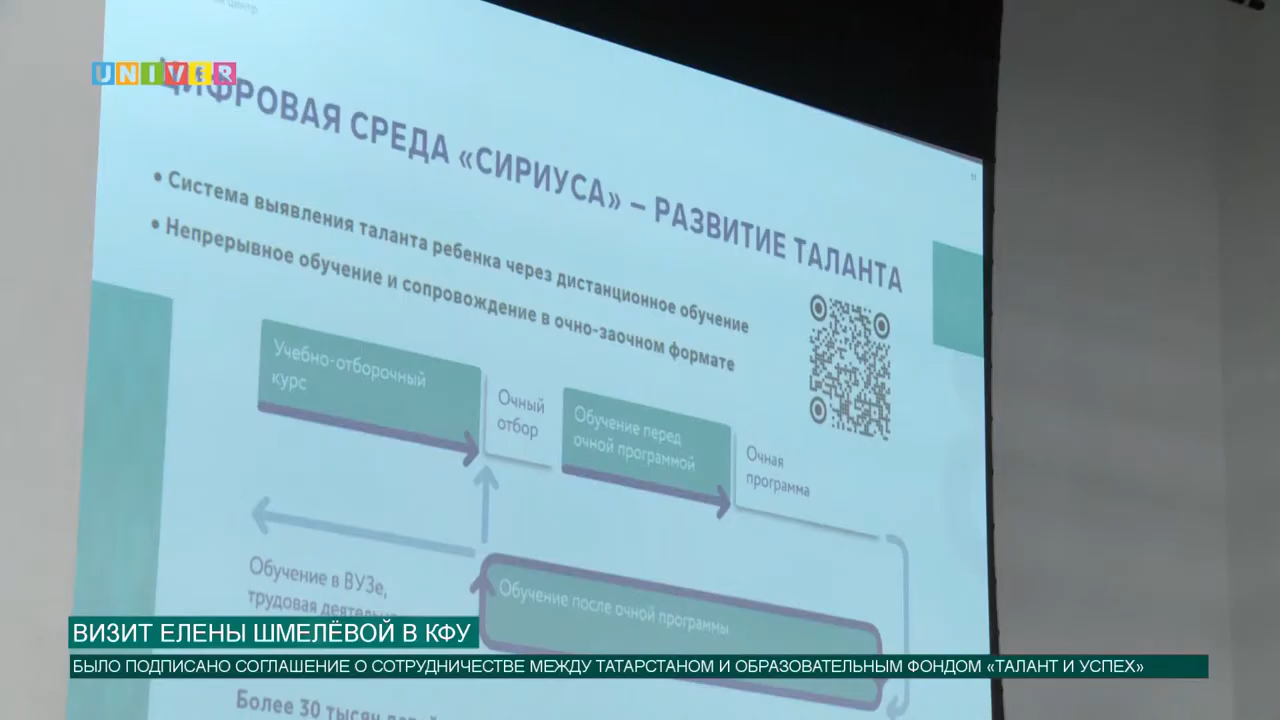 UNIVER
ЦИФРОВАЯ СРЕДА «СИРИУСА» – РАЗВИТИЕ ТАЛАНТА
11
• Система выявления таланта ребенка через дистанционное обучение
• Непрерывное обучение и сопровождение в очно-заочном формате
Учебно-отборочный
курс
Очный
отбор
Обучение перед
очной программой
Очная
программа
Обучение в ВУЗе,
трудовая
Обучение после очной программы
ВИЗИТ ЕЛЕНЫ ШМЕЛЁВОЙ В КФУ
БЫЛО ПОДПИСАНО СОГЛАШЕНИЕ О СОТРУДНИЧЕСТВЕ МЕЖДУ ТАТАРСТАНОМ И ОБРАЗОВАТЕЛЬНЫМ ФОНДОМ «ТАЛАНТ И УСПЕХ»
Более 30 тысяч